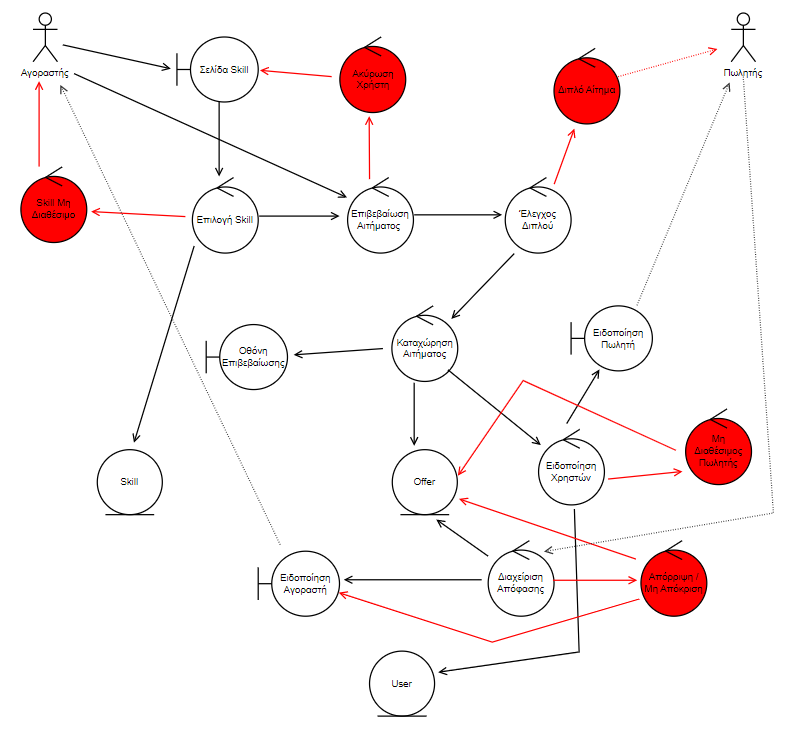 Αγοραστής
Σελίδα Skill
Ακύρωση
Χρήστη
Διπλό Αίτημα
Πωλητής
Skill Μη
Διαθέσιμο
Επιλογή Skill
Επιβεβαίωση
Αιτήματος
Έλεγχος
Διπλού
Οθόνη
Επιβεβαίωσης
Καταχώρηση
Αιτήματος
Ειδοποίηση
Πωλητή
Skill
Offer
Ειδοποίηση
Χρηστών
Μη
Διαθέσιμος
Πωλητής
Ειδοποίηση
Αγοραστή
Διαχείριση
Απόφασης
Απόρριψη /
Μη Απόκριση
User